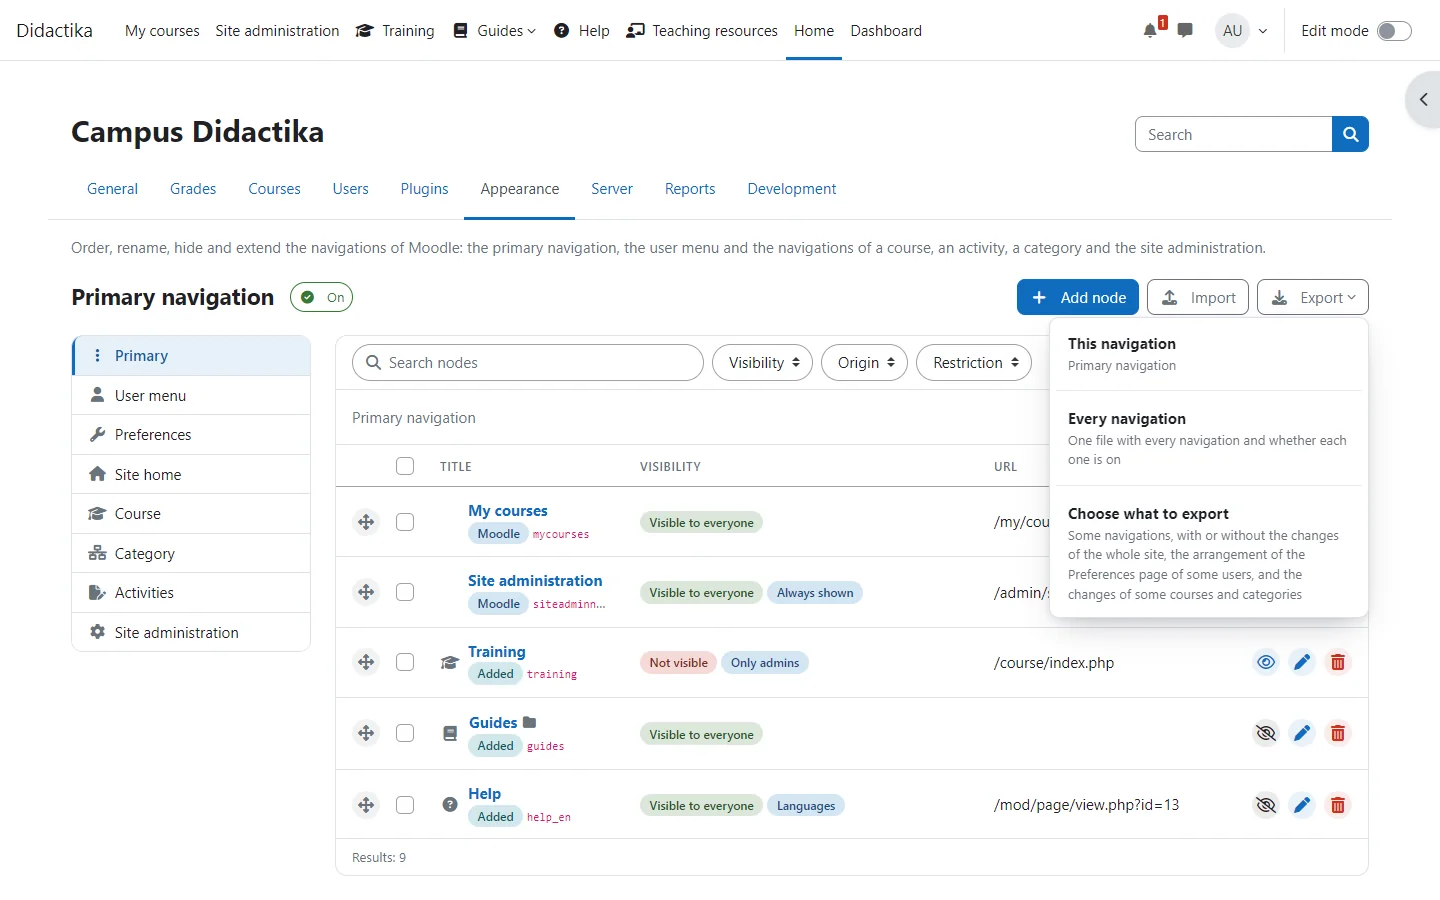 Didactika
My courses
Site administration
Training
Guides
Help
Teaching resources
Home
Dashboard
1
AU
Edit mode
Campus Didactika
Search
General
Grades
Courses
Users
Plugins
Appearance
Server
Reports
Development
Order, rename, hide and extend the navigations of Moodle: the primary navigation, the user menu and the navigations of a course, an activity, a category and the site administration.
Primary navigation
On
Add node
Import
Export
This navigation
Primary navigation
Every navigation
One file with every navigation and whether each
one is on
Choose what to export
Some navigations, with or without the changes
of the whole site, the arrangement of the
Preferences page of some users, and the
changes of some courses and categories
Primary
User menu
Preferences
Site home
Course
Category
Activities
Site administration
Search nodes
Visibility
Origin
Restriction
Primary navigation
TITLE
VISIBILITY
URL
My courses
Moodle mycourses
Visible to everyone
/my/cou
Site administration
Moodle siteadminn...
Visible to everyone
Always shown
/admin/s
Training
Added training
Not visible
Only admins
/course/index.php
Guides
Added guides
Visible to everyone
Help
Added help_en
Visible to everyone
Languages
/mod/page/view.php?id=13
Results: 9